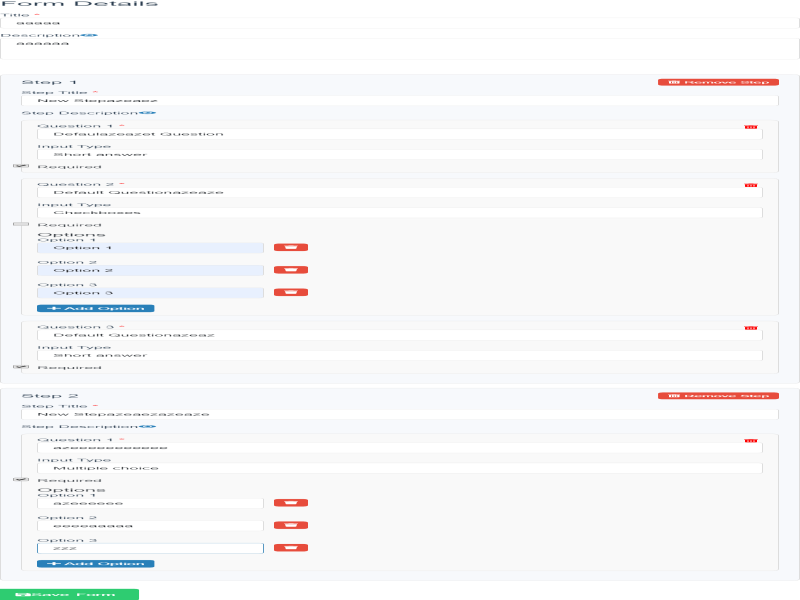 Form Details
Title *
aaaaa
Description
aaaaaa
Step 1
Remove Step
Step Title *
New Stepazeaez
Step Description
Question 1 *
Defaulazeazet Question
Input Type
Short answer
Required
Question 2 *
Default Questionazeaze
Input Type
Checkboxes
Required
Options
Option 1
Option 1
Option 2
Option 2
Option 3
Option 3
+ Add Option
Question 3 *
Default Questionazeaz
Input Type
Short answer
Required
Step 2
Remove Step
Step Title *
New Stepazeaezazeaze
Step Description
Question 1 *
azeeeeeeeeeeee
Input Type
Multiple choice
Required
Options
Option 1
azeeeeee
Option 2
eeeeaaaaa
Option 3
zzz
+ Add Option
Save Form